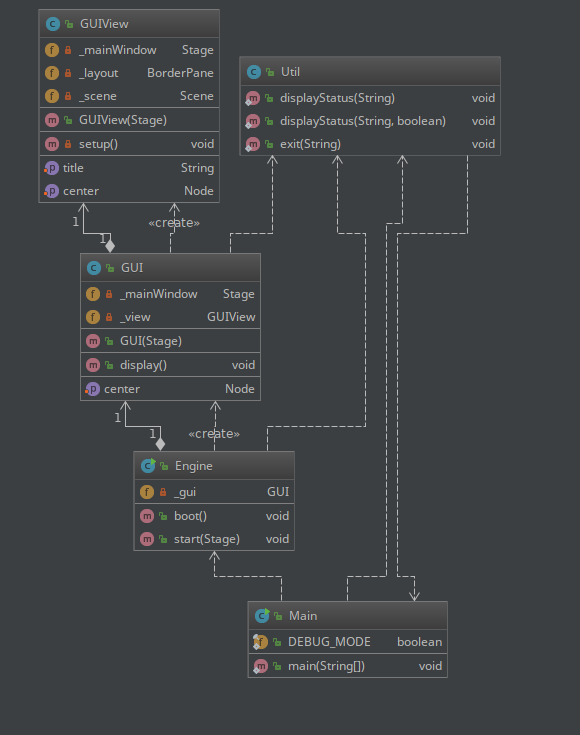 GUIView
_mainWindow Stage
_layout BorderPane
_scene Scene
GUIView(Stage)
setup() void
title String
center Node
Util
displayStatus(String) void
displayStatus(String, boolean) void
exit(String) void
1
1
«create»
GUI
_mainWindow Stage
_view GUIView
GUI(Stage)
display() void
center Node
1
1
«create»
Engine
_gui GUI
boot() void
start(Stage) void
Main
DEBUG_MODE boolean
main(String[]) void